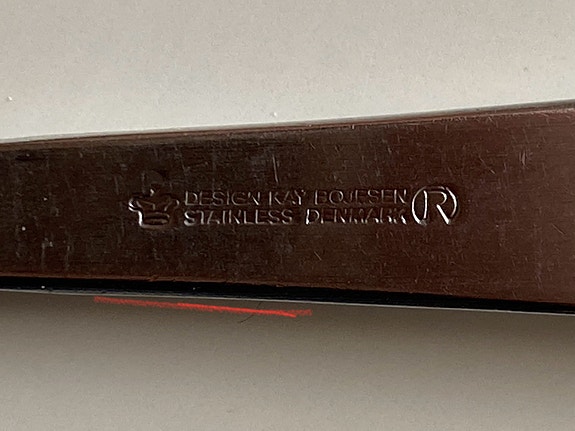 DESIGN KAY BOJESEN
STAINLESS DENMARK ®